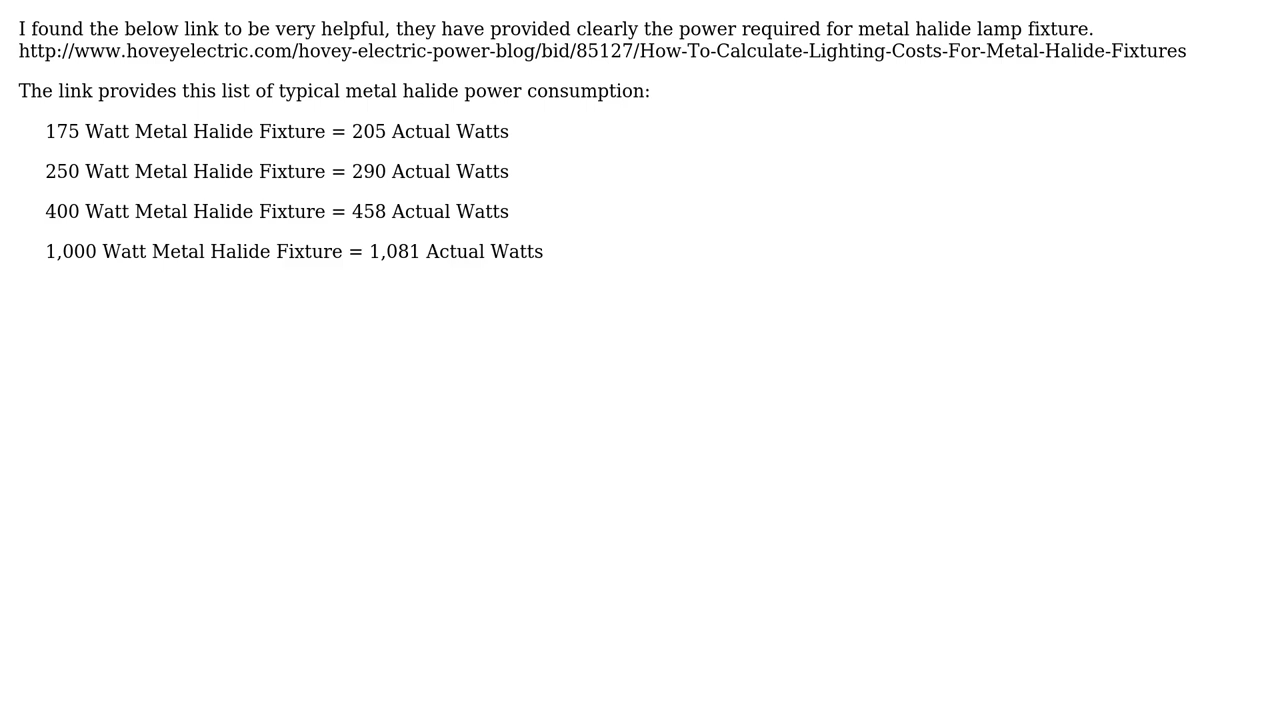 I found the below link to be very helpful, they have provided clearly the power required for metal halide lamp fixture.
http://www.hoveyelectric.com/hovey-electric-power-blog/bid/85127/How-To-Calculate-Lighting-Costs-For-Metal-Halide-Fixtures
The link provides this list of typical metal halide power consumption:
175 Watt Metal Halide Fixture = 205 Actual Watts
250 Watt Metal Halide Fixture = 290 Actual Watts
400 Watt Metal Halide Fixture = 458 Actual Watts
1,000 Watt Metal Halide Fixture = 1,081 Actual Watts